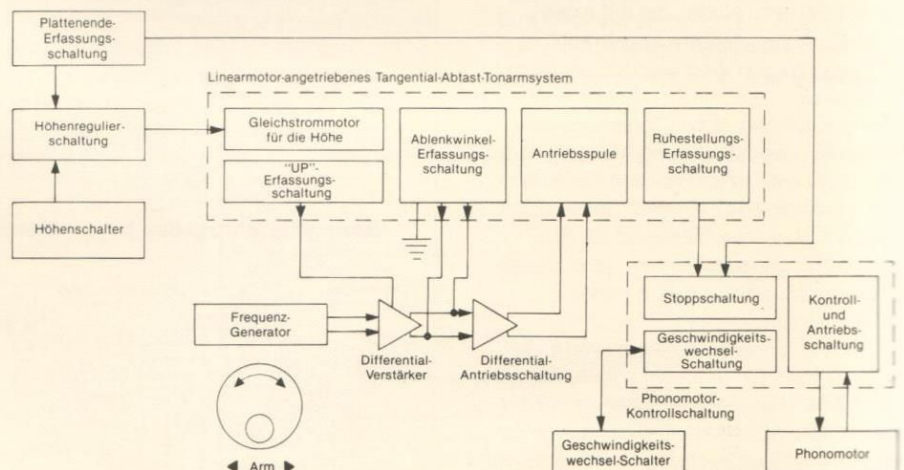 Plattenende-
Erfassungs-
schaltung
Linearmotor-angetriebenes Tangential-Abtast-Tonarmsystem
Höhenregulier-
schaltung
Gleichstrommotor
für die Höhe
"UP"-
Erfassungs-
schaltung
Ablenkwinkel-
Erfassungs-
schaltung
Antriebsspule
Ruhestellungs-
Erfassungs-
schaltung
Höhenschalter
Frequenz-
Generator
Differential-
Verstärker
Differential-
Antriebsschaltung
Stoppschaltung
Geschwindigkeits-
wechsel-
Schaltung
Kontroll-
und
Antriebs-
schaltung
Phonomotor-
Kontrollschaltung
Arm
Geschwindigkeits-
wechsel-Schalter
Phonomotor